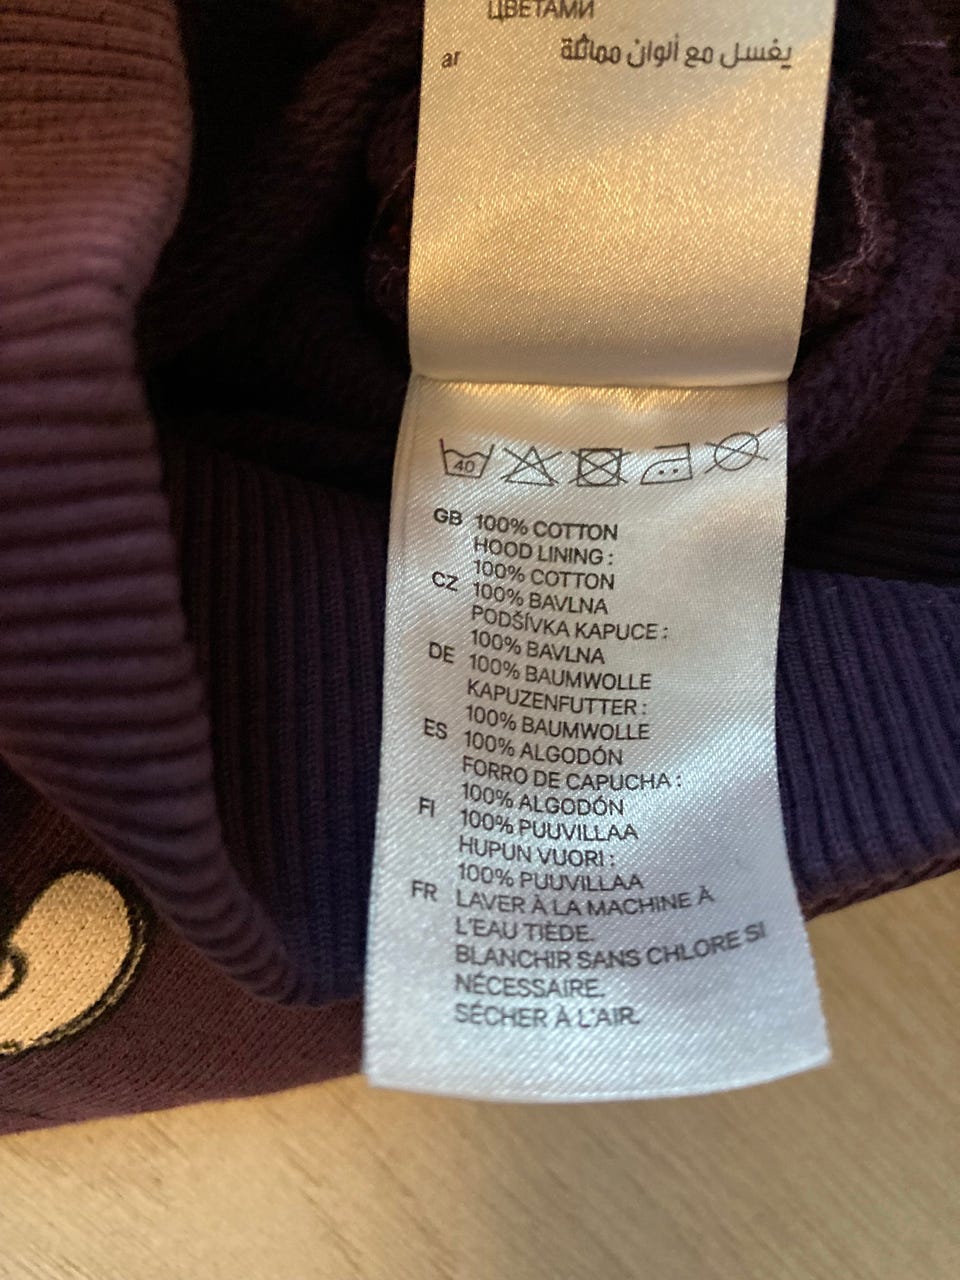 ЦВЕТАМИ
ar يغسل مع ألوان مماثلة
40
GB 100% COTTON
HOOD LINING :
100% COTTON
CZ 100% BAVLNA
PODŠÍVKA KAPUCE :
100% BAVLNA
DE 100% BAUMWOLLE
KAPUZENFUTTER :
100% BAUMWOLLE
ES 100% ALGODÓN
FORRO DE CAPUCHA :
100% ALGODÓN
FI 100% PUUVILLAA
HUPUN VUORI :
100% PUUVILLAA
FR LAVER À LA MACHINE À
L'EAU TIÈDE.
BLANCHIR SANS CHLORE SI
NÉCESSAIRE.
SÉCHER À L'AIR.